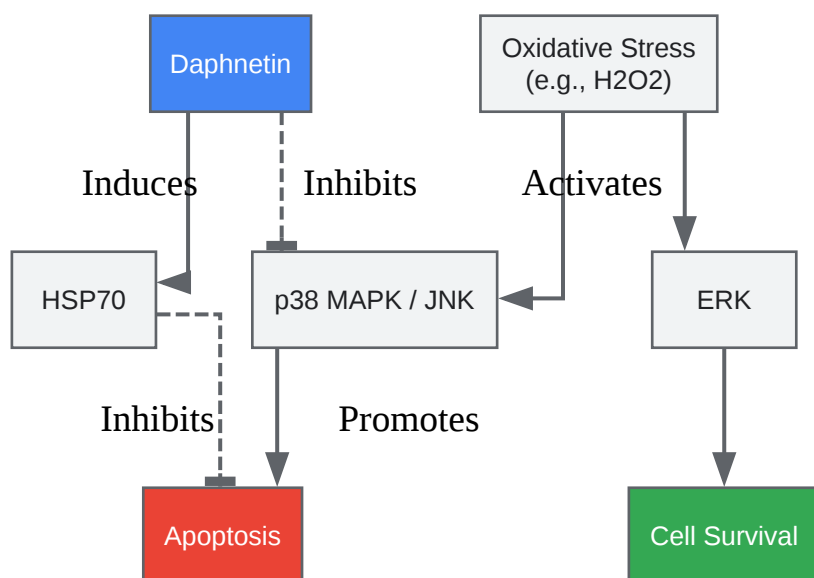 Daphnetin
Oxidative Stress
(e.g., H2O2)
Induces
Inhibits
Activates
HSP70
p38 MAPK / JNK
ERK
Inhibits
Promotes
Apoptosis
Cell Survival